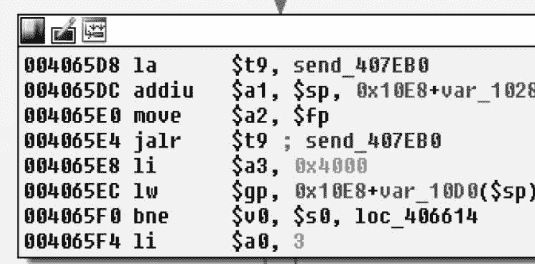 004065D8 la $t9, send_407EB0
004065DC addiu $a1, $sp, 0x10E8+var_1028
004065E0 move $a2, $fp
004065E4 jalr $t9 ; send_407EB0
004065E8 li $a3, 0x4000
004065EC lw $gp, 0x10E8+var_10D0($sp)
004065F0 bne $v0, $s0, loc_406614
004065F4 li $a0, 3